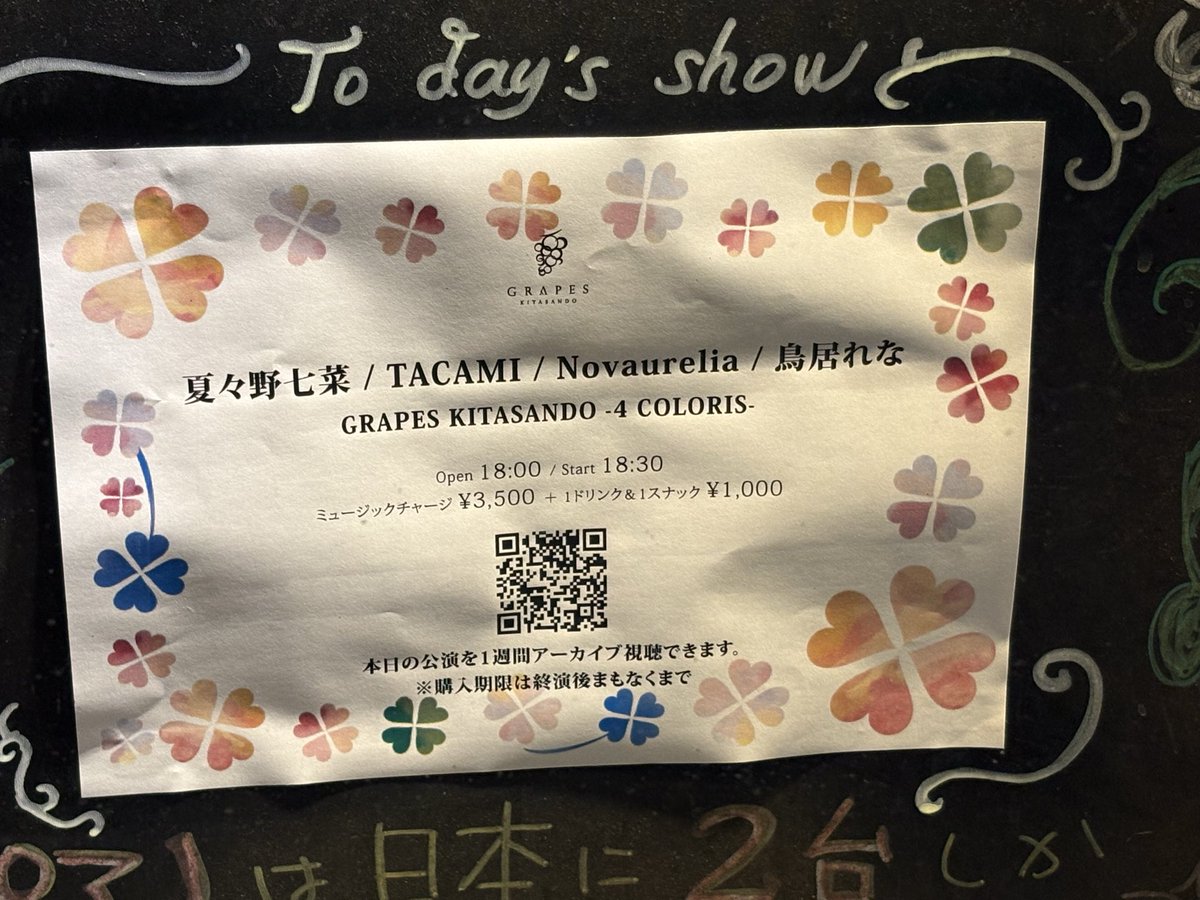 To day's show
GRAPES
KITASANDO
夏々野七菜 / TACAMI / Novaurelia / 鳥居れな
GRAPES KITASANDO -4 COLORIS-
Open 18:00 / Start 18:30
ミュージックチャージ ¥3,500 + 1ドリンク&1スナック ¥1,000
本日の公演を1週間アーカイブ視聴できます。
※購入期限は終演後まもなくまで
は日本に2台しか